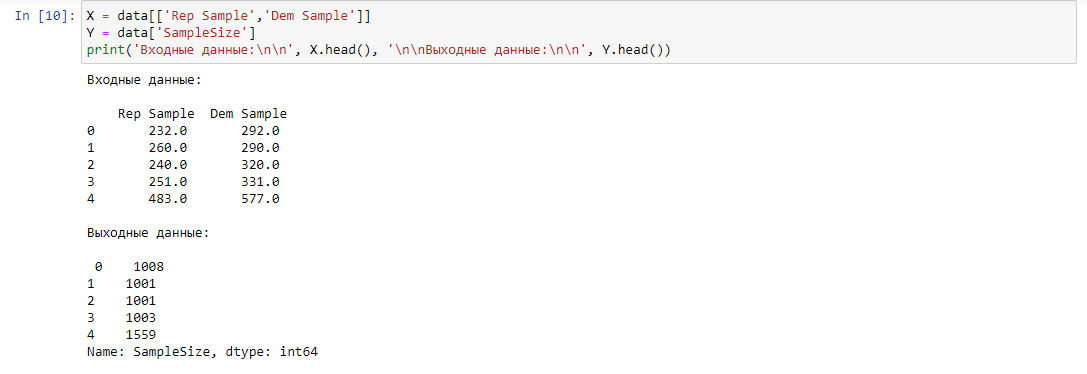 In [10]: X = data[['Rep Sample','Dem Sample']]
Y = data['SampleSize']
print('Входные данные:\n\n', X.head(), '\n\nВыходные данные:\n\n', Y.head())
Входные данные:
Rep Sample  Dem Sample
0       232.0       292.0
1       260.0       290.0
2       240.0       320.0
3       251.0       331.0
4       483.0       577.0
Выходные данные:
0    1008
1    1001
2    1001
3    1003
4    1559
Name: SampleSize, dtype: int64